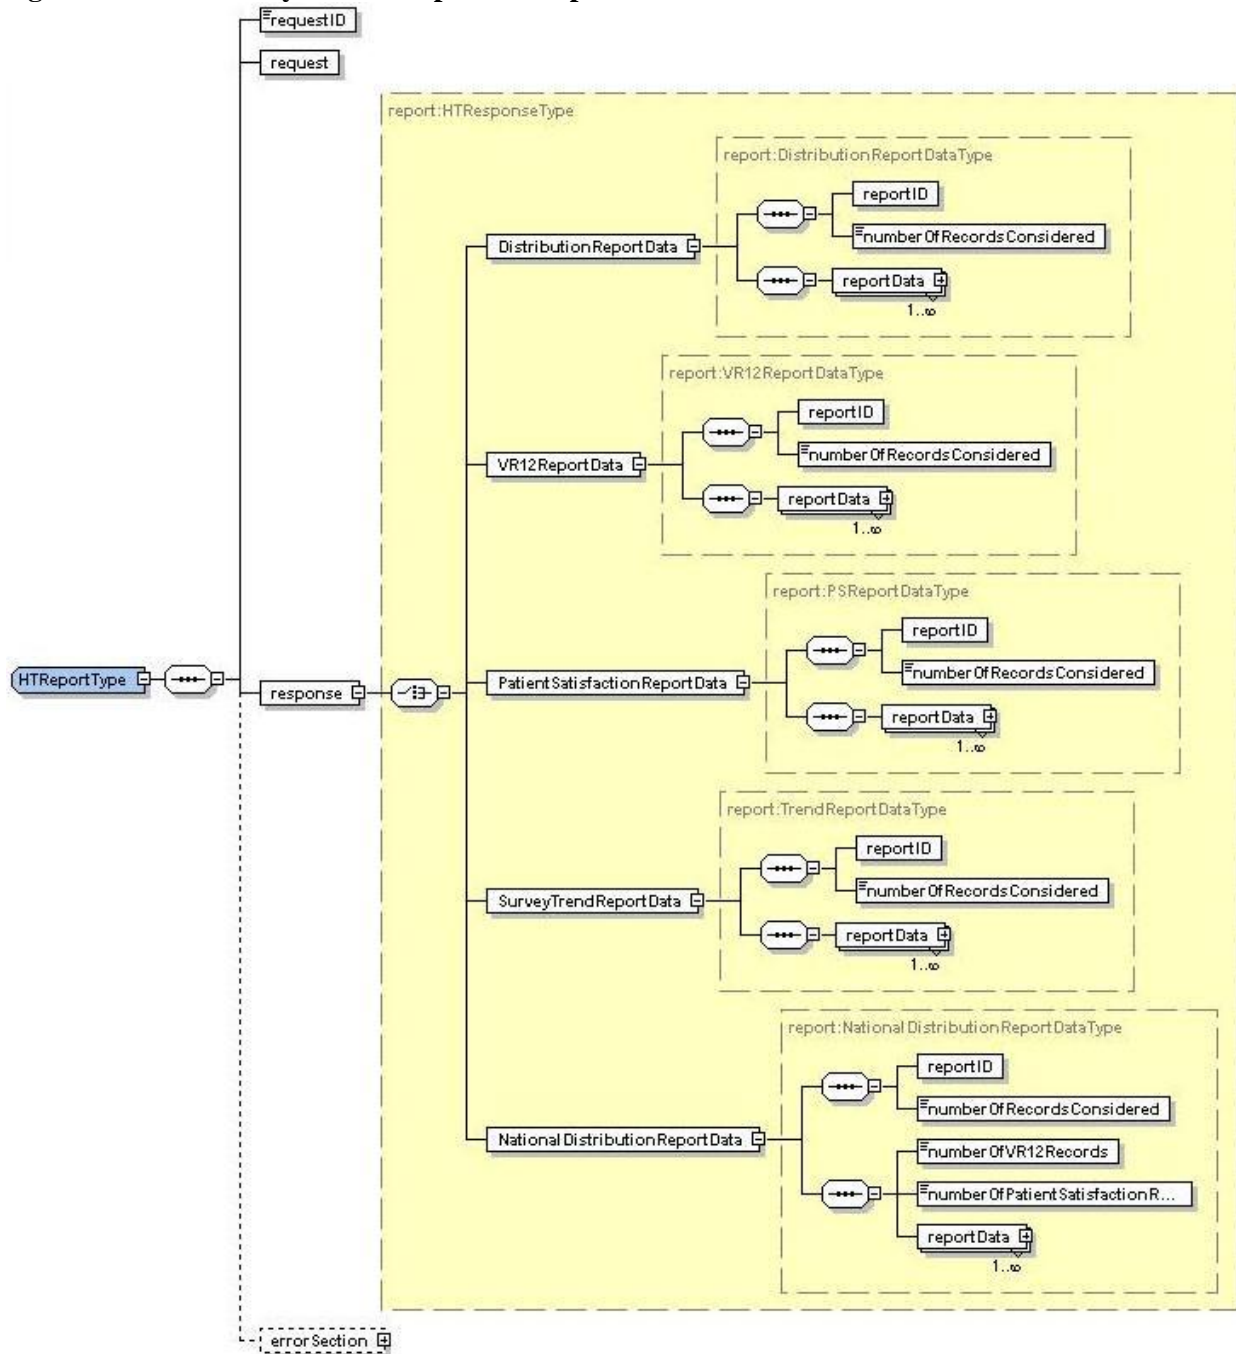 requestID
request
report:HTResponseType
report:DistributionReportDataType
reportID
numberOfRecordsConsidered
DistributionReportData
reportData
1..∞
report:VR12ReportDataType
reportID
numberOfRecordsConsidered
VR12ReportData
reportData
1..∞
report:PSReportDataType
reportID
numberOfRecordsConsidered
HTReportType
response
PatientSatisfactionReportData
reportData
1..∞
report:TrendReportDataType
reportID
numberOfRecordsConsidered
SurveyTrendReportData
reportData
1..∞
report:NationalDistributionReportDataType
reportID
numberOfRecordsConsidered
NationalDistributionReportData
numberOfVR12Records
numberOfPatientSatisfactionR...
reportData
1..∞
errorSection